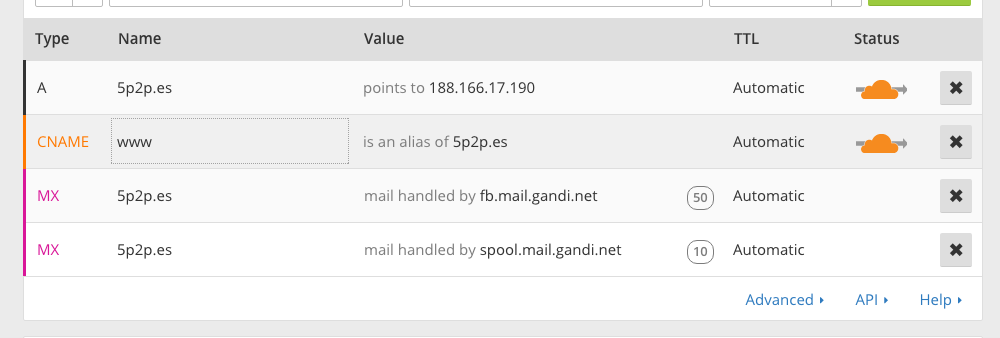 Type Name Value TTL Status
A 5p2p.es points to 188.166.17.190 Automatic
CNAME www is an alias of 5p2p.es Automatic
MX 5p2p.es mail handled by fb.mail.gandi.net 50 Automatic
MX 5p2p.es mail handled by spool.mail.gandi.net 10 Automatic
Advanced API Help